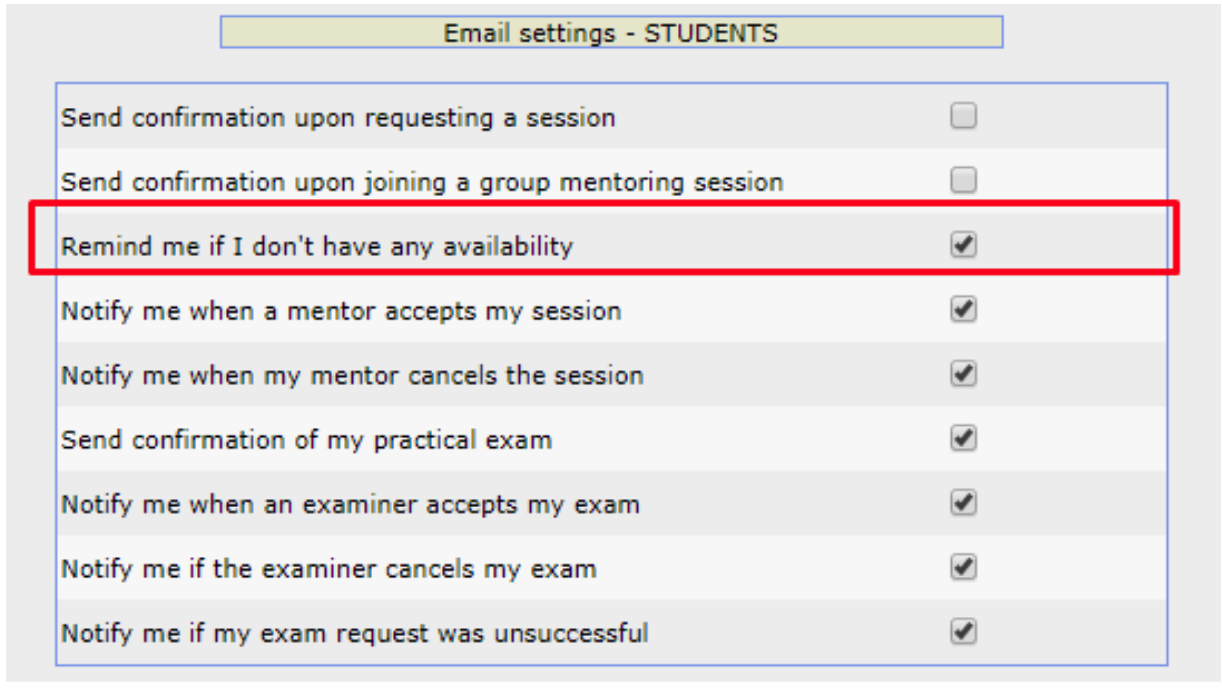 Email settings - STUDENTS
Send confirmation upon requesting a session
Send confirmation upon joining a group mentoring session
Remind me if I don't have any availability
Notify me when a mentor accepts my session
Notify me when my mentor cancels the session
Send confirmation of my practical exam
Notify me when an examiner accepts my exam
Notify me if the examiner cancels my exam
Notify me if my exam request was unsuccessful